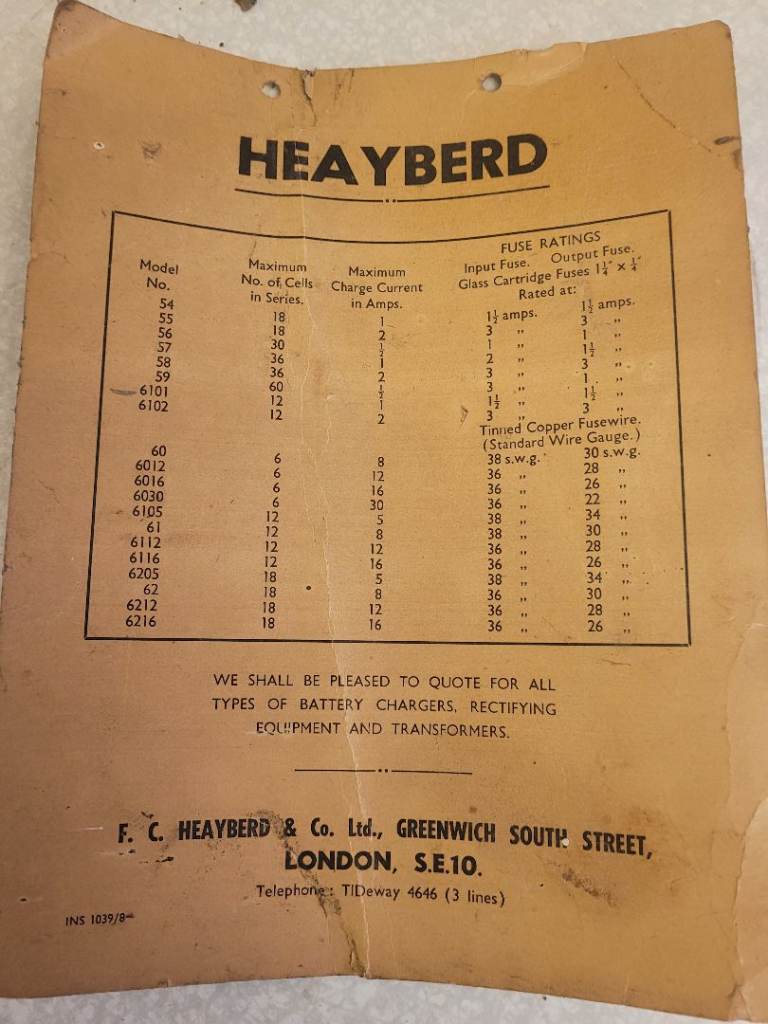 HEAYBERD
FUSE RATINGS
Model No. Maximum No. of Cells in Series. Maximum Charge Current in Amps. Input Fuse. Output Fuse.
Glass Cartridge Fuses 1¼" × ¼"
Rated at:
54 18 1 1½ amps. 1½ amps.
55 18 2 3 ,, 3 ,,
56 30 ½ 1 ,, 1 ,,
57 36 1 2 ,, 1½ ,,
58 36 2 3 ,, 3 ,,
59 60 ½ 3 ,, 1 ,,
6101 12 1 1½ ,, 1½ ,,
6102 12 2 3 ,, 3 ,,
Tinned Copper Fusewire.
(Standard Wire Gauge.)
60 6 8 38 s.w.g. 30 s.w.g.
6012 6 12 36 ,, 28 ,,
6016 6 16 36 ,, 26 ,,
6030 6 30 36 ,, 22 ,,
6105 12 5 38 ,, 34 ,,
61 12 8 38 ,, 30 ,,
6112 12 12 36 ,, 28 ,,
6116 12 16 36 ,, 26 ,,
6205 18 5 38 ,, 34 ,,
62 18 8 36 ,, 30 ,,
6212 18 12 36 ,, 28 ,,
6216 18 16 36 ,, 26 ,,
WE SHALL BE PLEASED TO QUOTE FOR ALL
TYPES OF BATTERY CHARGERS, RECTIFYING
EQUIPMENT AND TRANSFORMERS.
F. C. HEAYBERD & Co. Ltd., GREENWICH SOUTH STREET,
LONDON, S.E.10.
Telephone: TIDeway 4646 (3 lines)
INS 1039/8